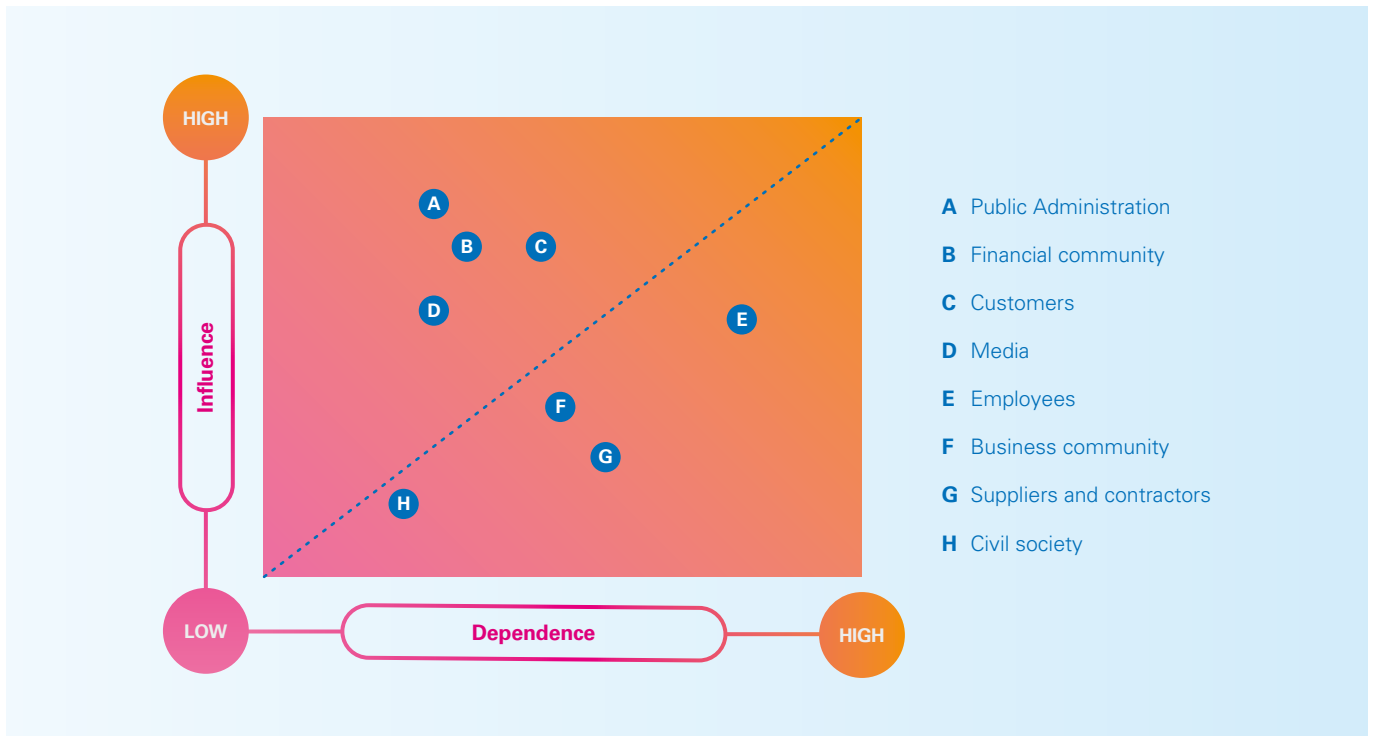 HIGH
Influence
LOW
Dependence
HIGH
A
B
C
D
E
F
G
H
A Public Administration
B Financial community
C Customers
D Media
E Employees
F Business community
G Suppliers and contractors
H Civil society